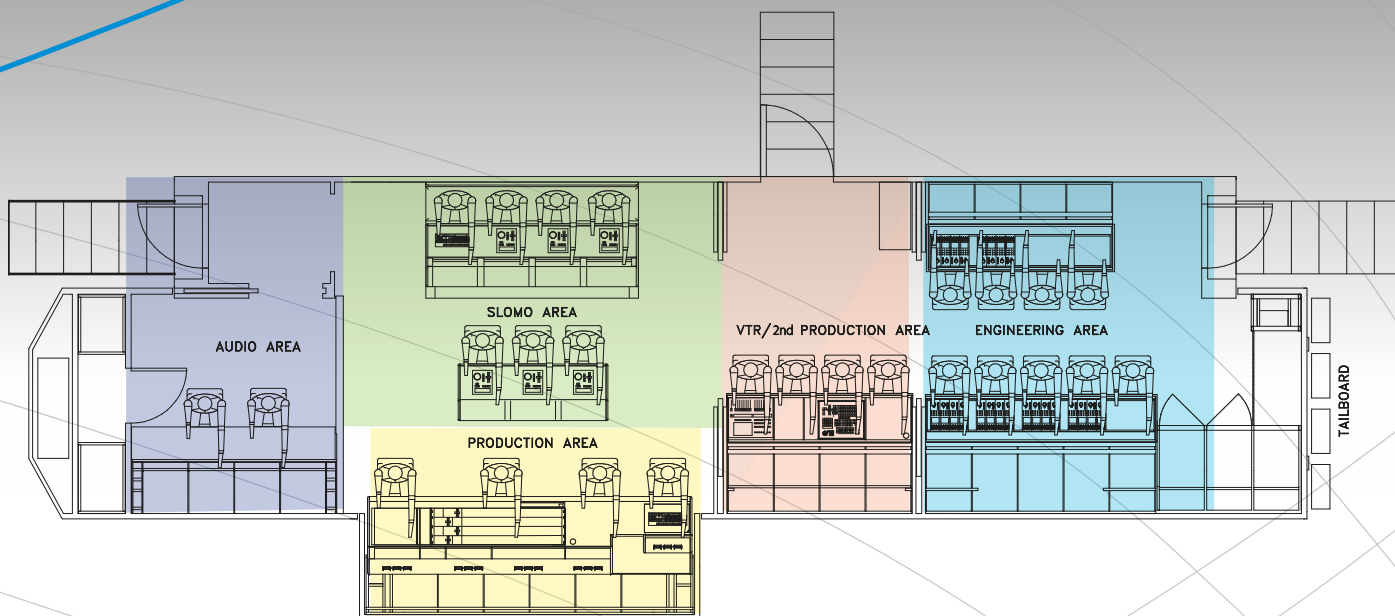 SLOMO AREA
VTR/2nd PRODUCTION AREA
ENGINEERING AREA
AUDIO AREA
TAILBOARD
PRODUCTION AREA